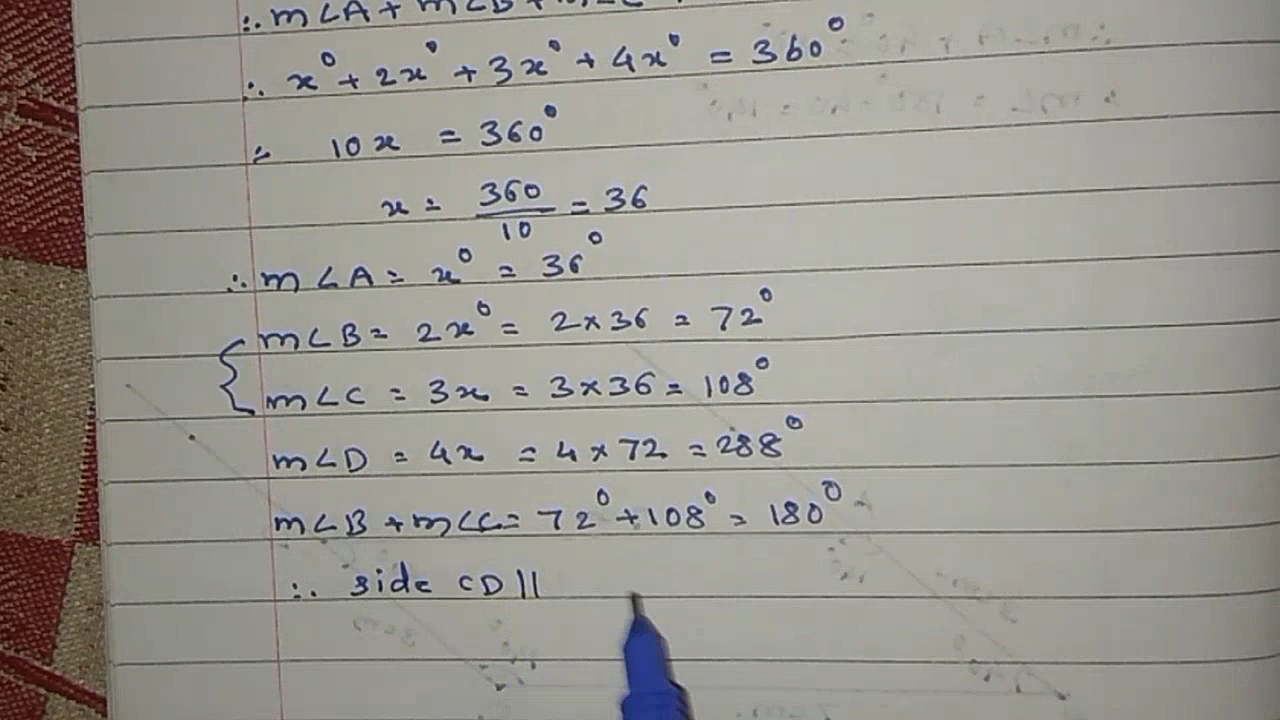 ∴ m∠A + m∠B +
∴ x° + 2x° + 3x° + 4x° = 360°
∴ 10x = 360°
x = 360/10 = 36
∴ m∠A = x° = 36°
m∠B = 2x° = 2×36 = 72°
m∠C = 3x = 3×36 = 108°
m∠D = 4x = 4×72 = 288°
m∠B + m∠C = 72° + 108° = 180°
∴ side CD ||